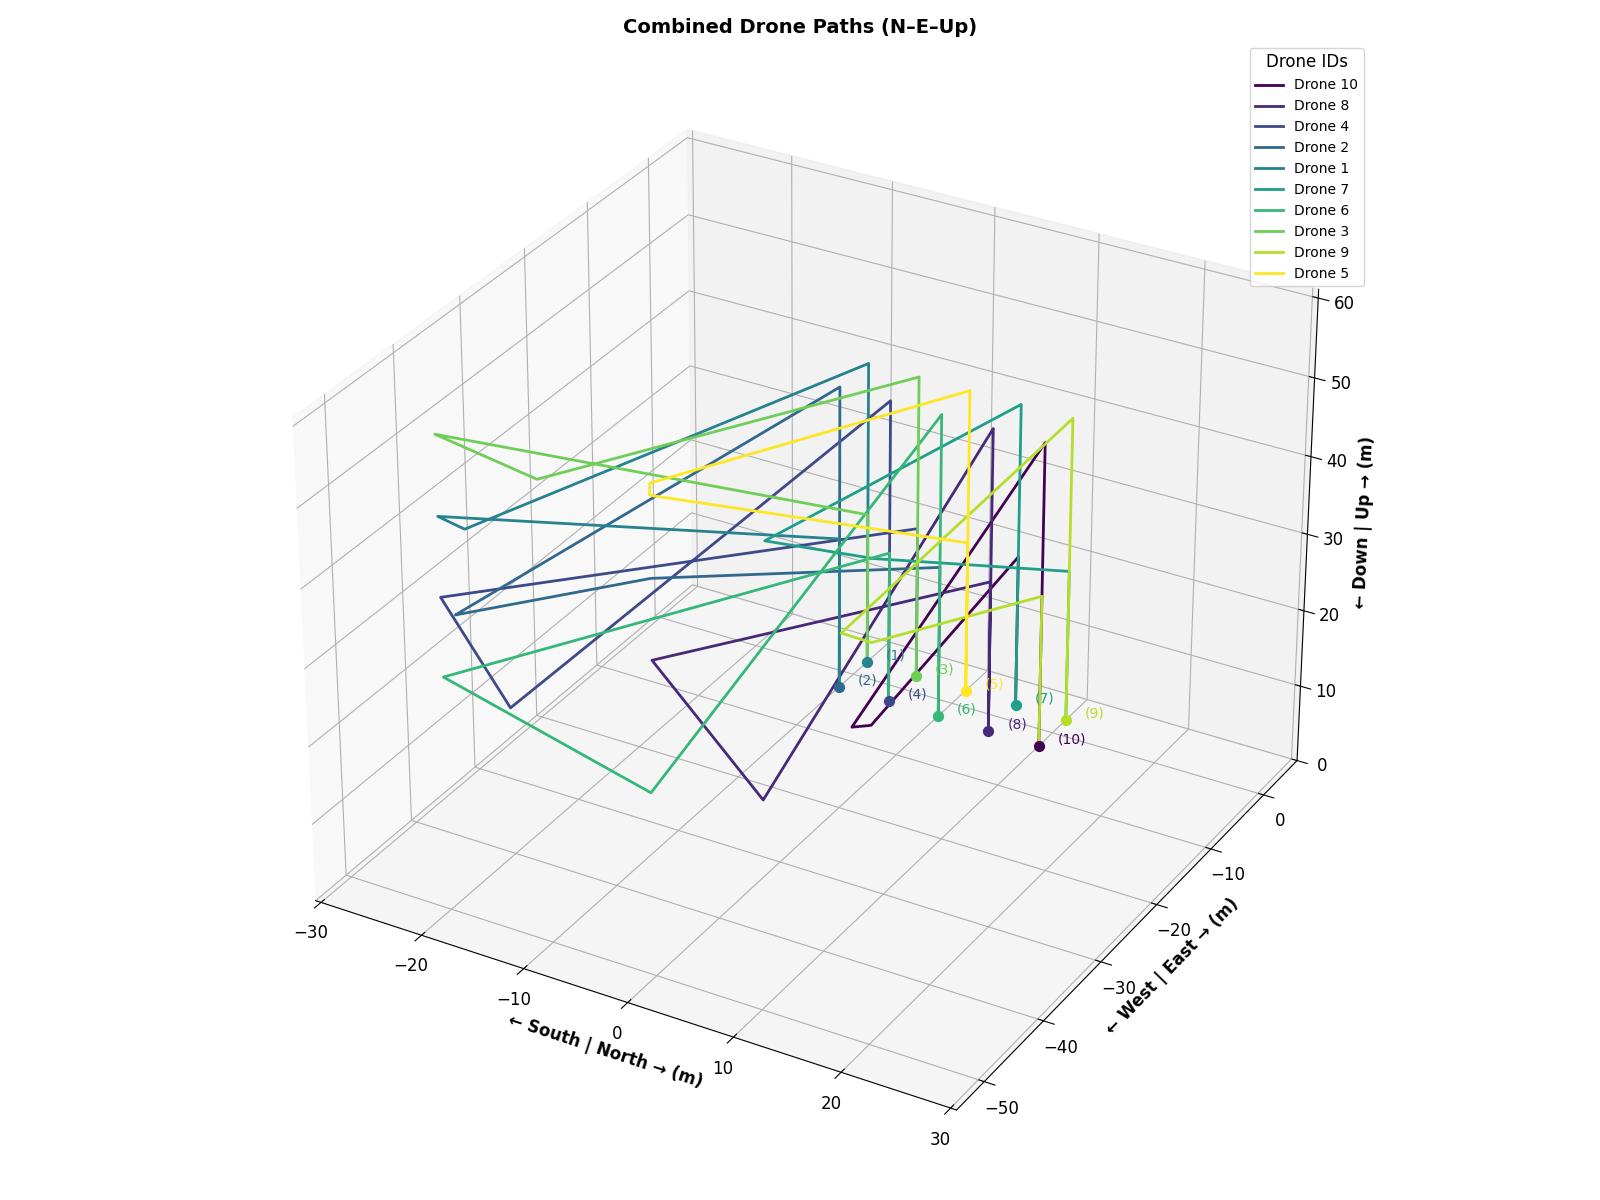 Combined Drone Paths (N–E–Up)
Drone IDs
Drone 10
Drone 8
Drone 4
Drone 2
Drone 1
Drone 7
Drone 6
Drone 3
Drone 9
Drone 5
60
50
40
30
20
10
0
← Down | Up → (m)
(1)
(2)
(3)
(4)
(5)
(6)
(7)
(8)
(9)
(10)
0
−10
−20
−30
−40
−50
← West | East → (m)
−30
−20
−10
0
10
20
30
← South | North → (m)